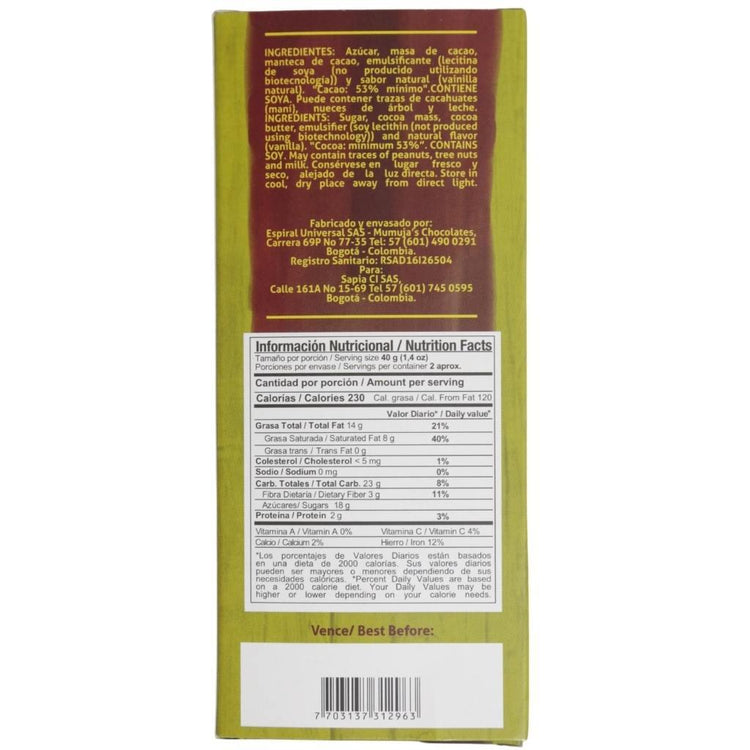 INGREDIENTES: Azúcar, masa de cacao,
manteca de cacao, emulsificante (lecitina
de soya (no producido utilizando
biotecnología)) y sabor natural (vainilla
natural). "Cacao: 53% mínimo".CONTIENE
SOYA. Puede contener trazas de cacahuates
(maní), nueces de árbol y leche.
INGREDIENTS: Sugar, cocoa mass, cocoa
butter, emulsifier (soy lecithin (not produced
using biotechnology)) and natural flavor
(vanilla). "Cocoa: minimum 53%". CONTAINS
SOY. May contain traces of peanuts, tree nuts
and milk. Consérvese en lugar fresco y
seco, alejado de la luz directa. Store in
cool, dry place away from direct light.
Fabricado y envasado por:
Espiral Universal SAS - Mumuja's Chocolates,
Carrera 69P No 77-35 Tel: 57 (601) 490 0291
Bogotá - Colombia.
Registro Sanitario: RSAD16I26504
Para:
Sapia CI SAS,
Calle 161A No 15-69 Tel 57 (601) 745 0595
Bogotá - Colombia.
Información Nutricional / Nutrition Facts
Tamaño por porción / Serving size 40 g (1,4 oz)
Porciones por envase / Servings per container 2 aprox.
Cantidad por porción / Amount per serving
Calorías / Calories 230 Cal. grasa / Cal. From Fat 120
Valor Diario* / Daily value*
Grasa Total / Total Fat 14 g 21%
Grasa Saturada / Saturated Fat 8 g 40%
Grasa trans / Trans Fat 0 g
Colesterol / Cholesterol < 5 mg 1%
Sodio / Sodium 0 mg 0%
Carb. Totales / Total Carb. 23 g 8%
Fibra Dietaria / Dietary Fiber 3 g 11%
Azúcares/ Sugars 18 g
Proteína / Protein 2 g 3%
Vitamina A / Vitamin A 0% Vitamina C / Vitamin C 4%
Calcio / Calcium 2% Hierro / Iron 12%
*Los porcentajes de Valores Diarios están basados
en una dieta de 2000 calorías. Sus valores diarios
pueden ser mayores o menores dependiendo de sus
necesidades calóricas. *Percent Daily Values are based
on a 2000 calorie diet. Your Daily Values may be
higher or lower depending on your calorie needs.
Vence/ Best Before:
7 703137 312963